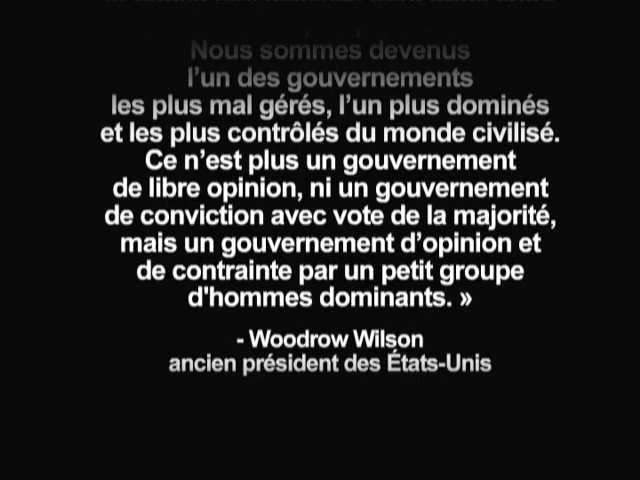 Nous sommes devenus
l'un des gouvernements
les plus mal gérés, l'un plus dominés
et les plus contrôlés du monde civilisé.
Ce n'est plus un gouvernement
de libre opinion, ni un gouvernement
de conviction avec vote de la majorité,
mais un gouvernement d'opinion et
de contrainte par un petit groupe
d'hommes dominants. »
- Woodrow Wilson
ancien président des États-Unis